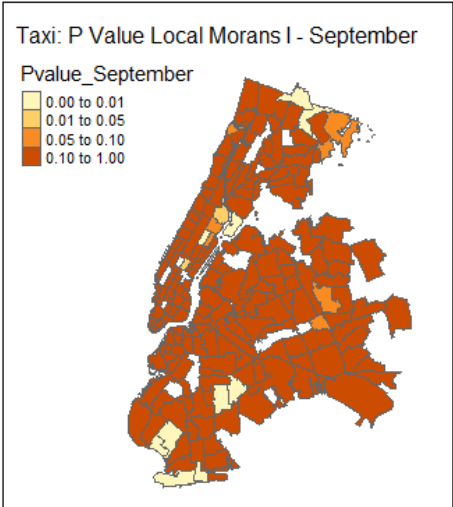 Taxi: P Value Local Morans I - September
Pvalue_September
0.00 to 0.01
0.01 to 0.05
0.05 to 0.10
0.10 to 1.00